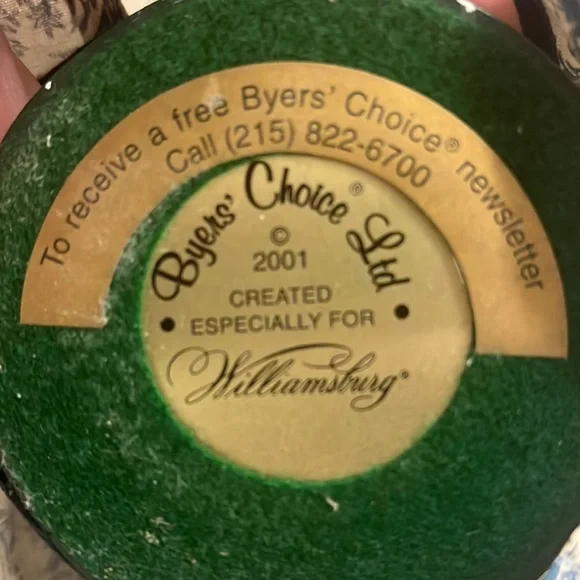 To receive a free Byers' Choice® newsletter
Call (215) 822-6700
Byers' Choice® Ltd
©
2001
CREATED
• ESPECIALLY FOR •
Williamsburg®